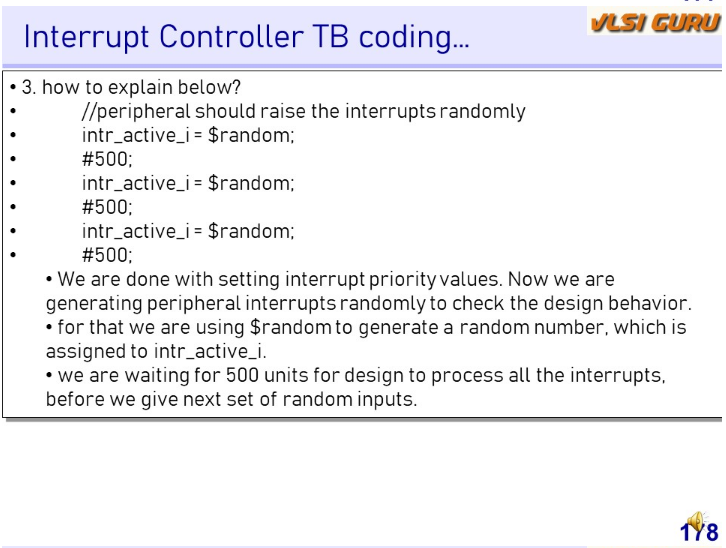 VLSI GURU
Interrupt Controller TB coding...
• 3. how to explain below?
• //peripheral should raise the interrupts randomly
• intr_active_i = $random;
• #500;
• intr_active_i = $random;
• #500;
• intr_active_i = $random;
• #500;
• We are done with setting interrupt priority values. Now we are
generating peripheral interrupts randomly to check the design behavior.
• for that we are using $random to generate a random number, which is
assigned to intr_active_i.
• we are waiting for 500 units for design to process all the interrupts,
before we give next set of random inputs.